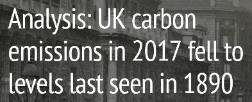 Analysis: UK carbon
emissions in 2017 fell to
levels last seen in 1890